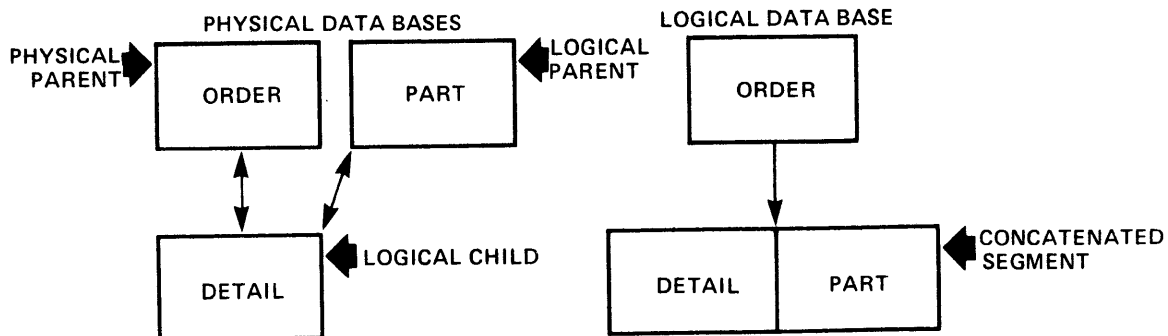 PHYSICAL DATA BASES
PHYSICAL
PARENT
ORDER
PART
LOGICAL
PARENT
DETAIL
LOGICAL CHILD
LOGICAL DATA BASE
ORDER
DETAIL
PART
CONCATENATED
SEGMENT